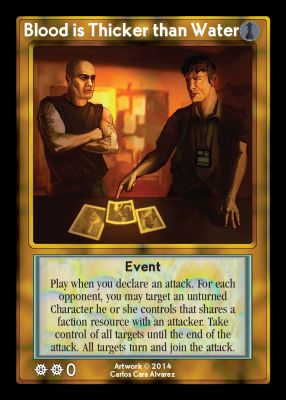 Blood is Thicker than Water
Event
Play when you declare an attack. For each
opponent, you may target an unturned
Character he or she controls that shares a
faction resource with an attacker. Take
control of all targets until the end of the
attack. All targets turn and join the attack.
0
Artwork © 2014
Carlos Cara Alvarez